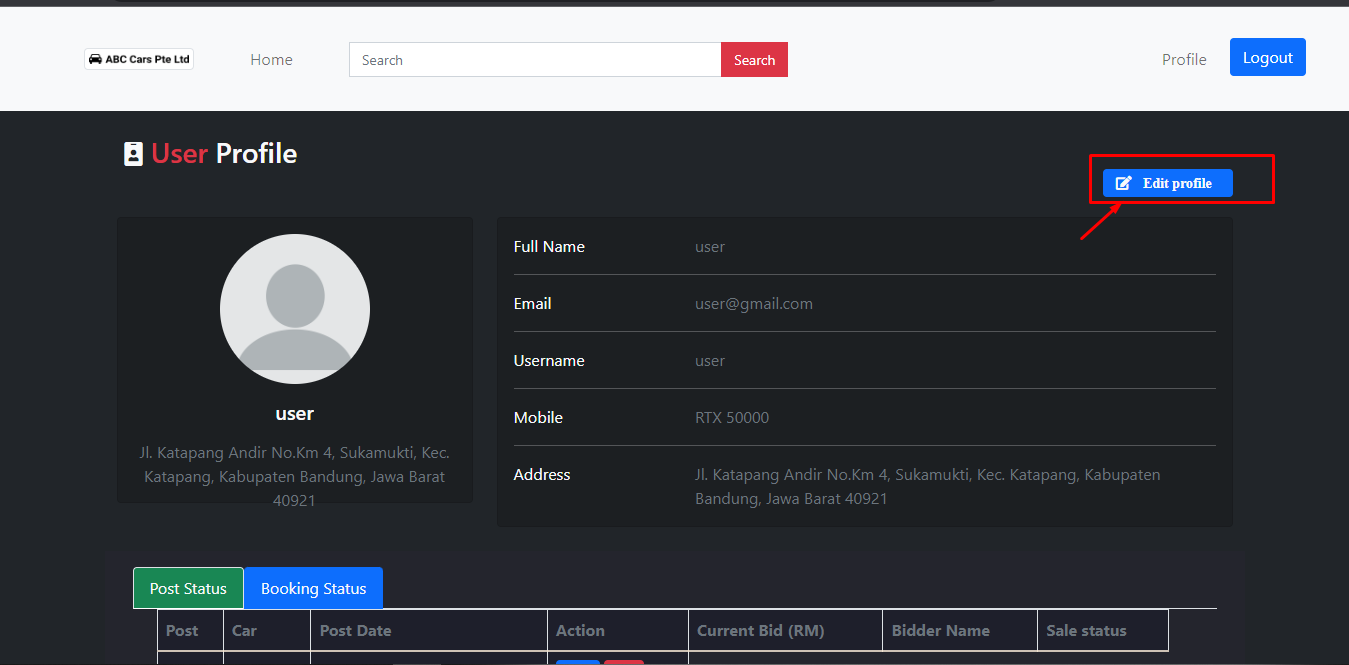 ABC Cars Pte Ltd
Home
Search
Search
Profile
Logout
User Profile
Edit profile
user
Jl. Katapang Andir No.Km 4, Sukamukti, Kec.
Katapang, Kabupaten Bandung, Jawa Barat
40921
Full Name user
Email user@gmail.com
Username user
Mobile RTX 50000
Address Jl. Katapang Andir No.Km 4, Sukamukti, Kec. Katapang, Kabupaten
Bandung, Jawa Barat 40921
Post Status Booking Status
Post Car Post Date Action Current Bid (RM) Bidder Name Sale status